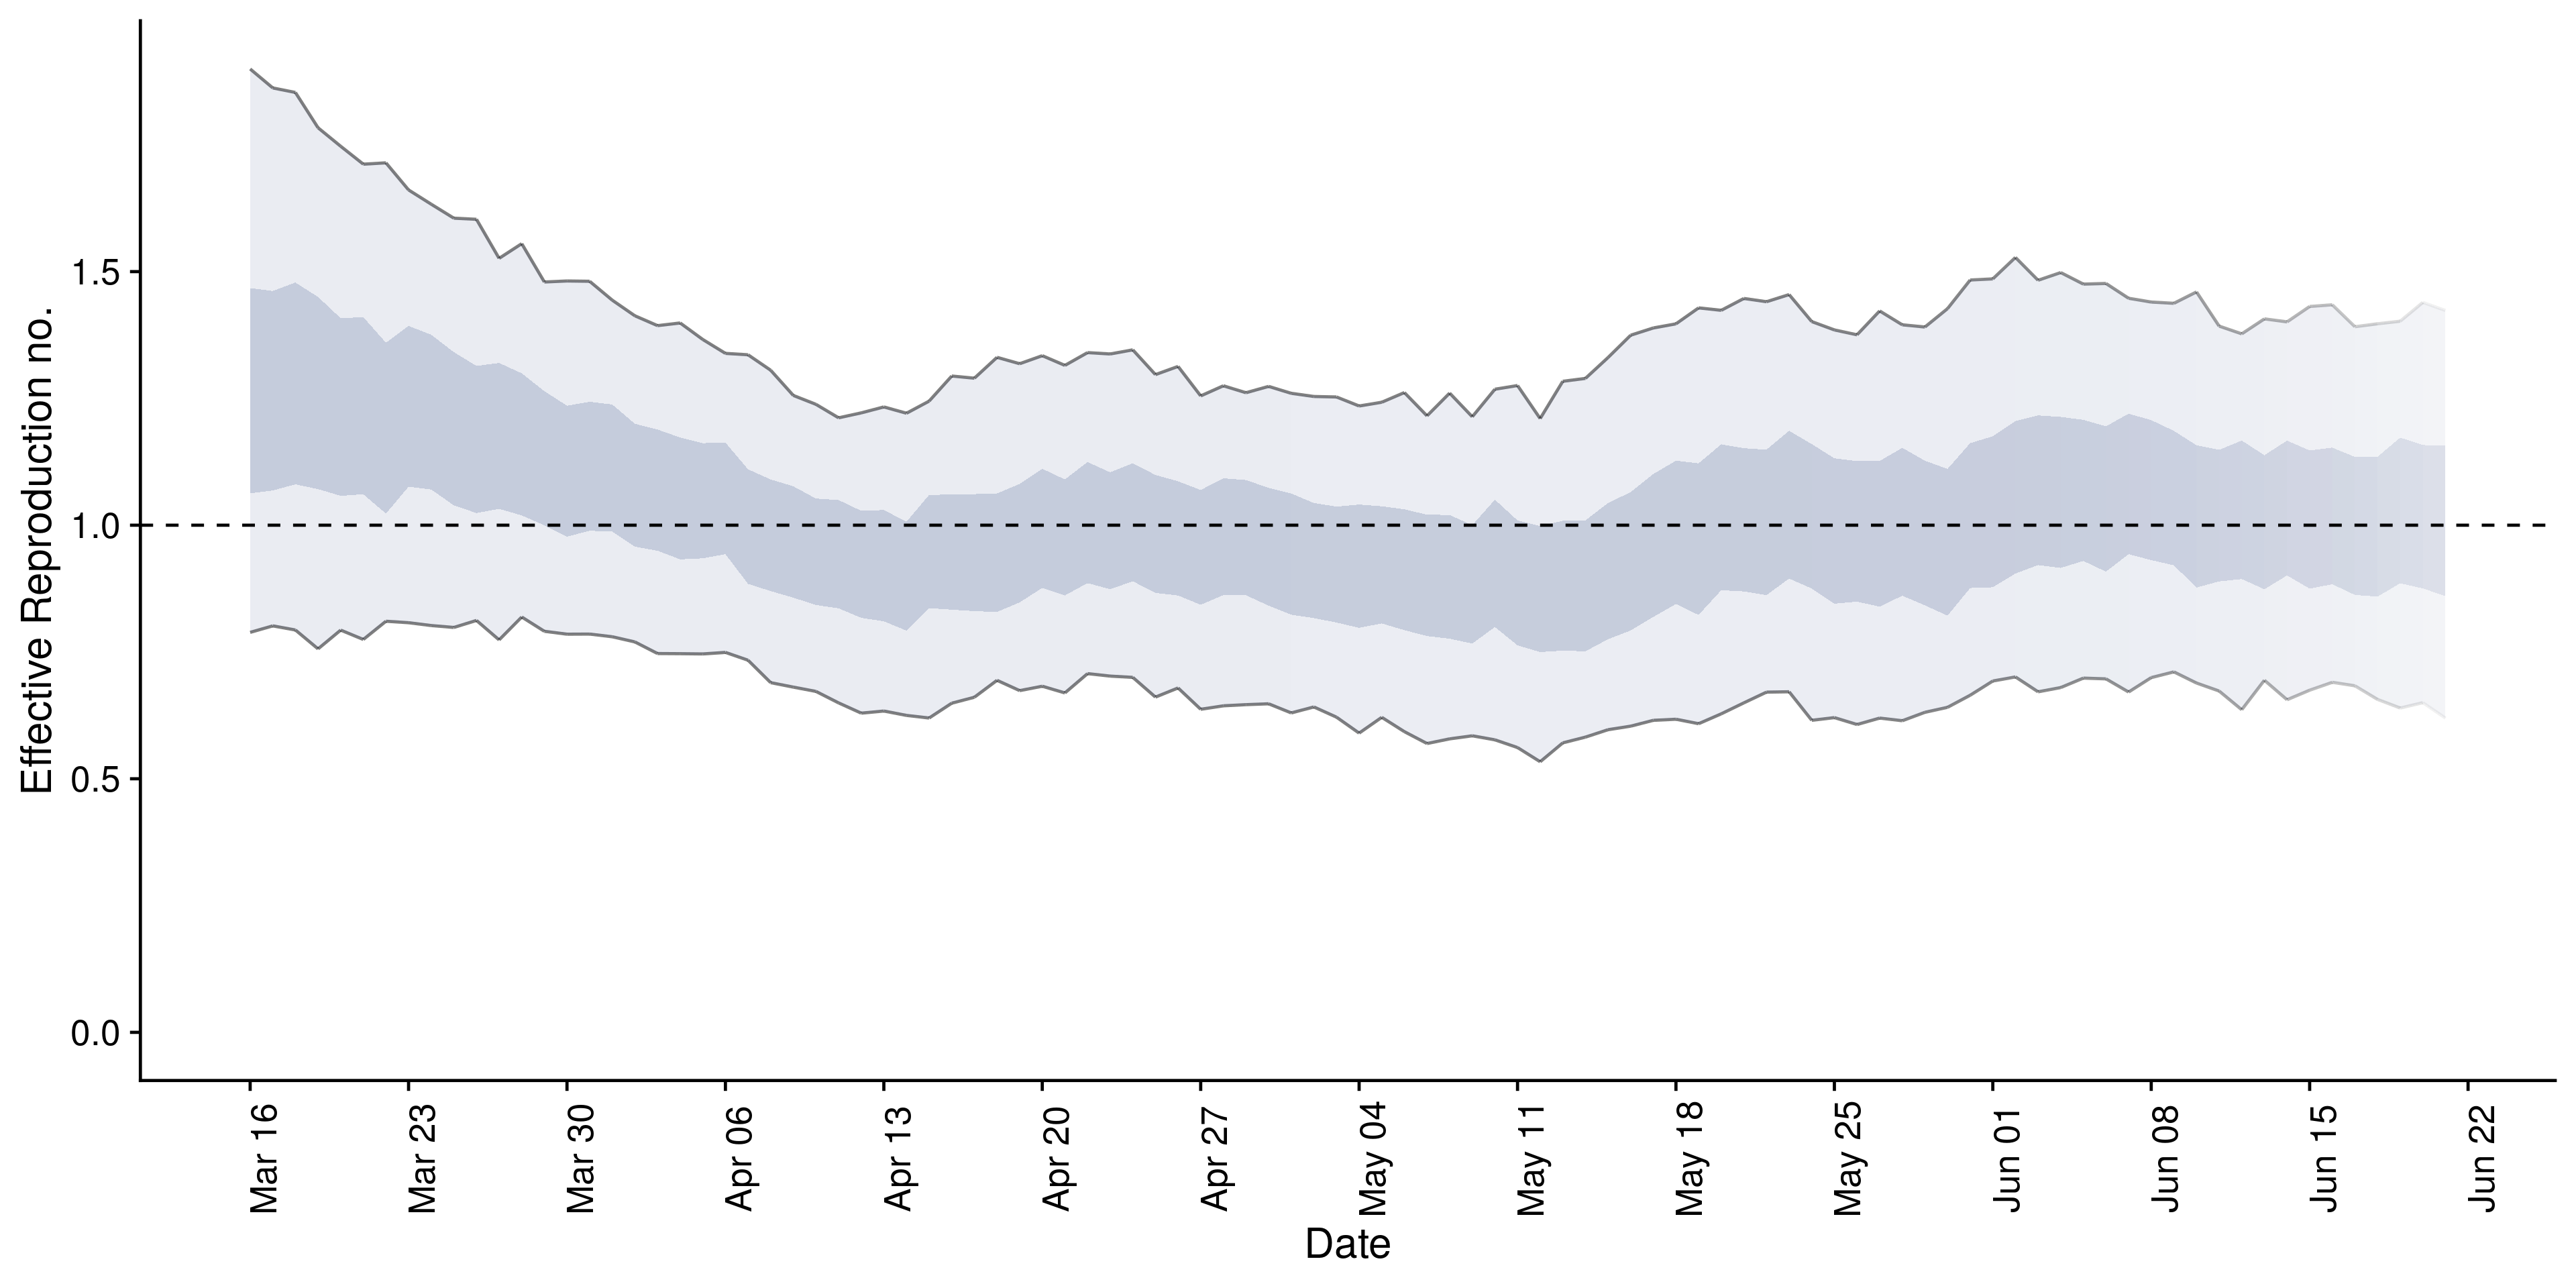 Effective Reproduction no.
1.5
1.0
0.5
0.0
Mar 16
Mar 23
Mar 30
Apr 06
Apr 13
Apr 20
Apr 27
May 04
May 11
May 18
May 25
Jun 01
Jun 08
Jun 15
Jun 22
Date